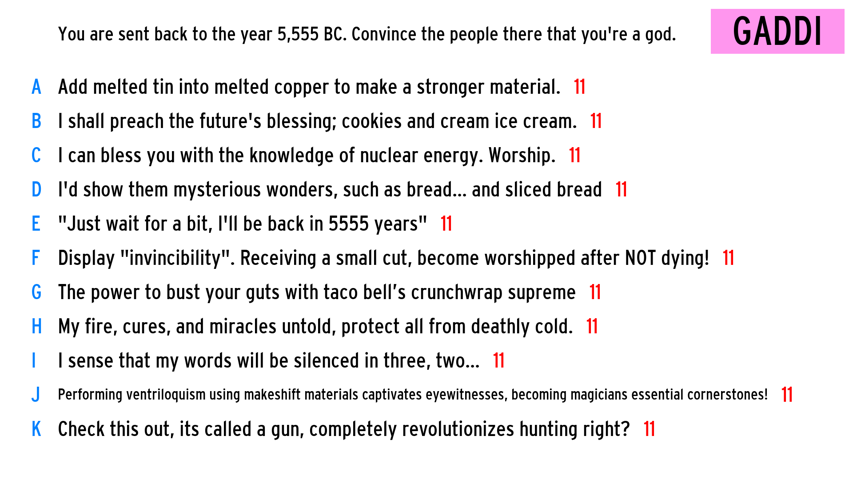 You are sent back to the year 5,555 BC. Convince the people there that you're a god.
GADDI
A Add melted tin into melted copper to make a stronger material. 11
B I shall preach the future's blessing; cookies and cream ice cream. 11
C I can bless you with the knowledge of nuclear energy. Worship. 11
D I'd show them mysterious wonders, such as bread... and sliced bread 11
E "Just wait for a bit, I'll be back in 5555 years" 11
F Display "invincibility". Receiving a small cut, become worshipped after NOT dying! 11
G The power to bust your guts with taco bell’s crunchwrap supreme 11
H My fire, cures, and miracles untold, protect all from deathly cold. 11
I I sense that my words will be silenced in three, two... 11
J Performing ventriloquism using makeshift materials captivates eyewitnesses, becoming magicians essential cornerstones! 11
K Check this out, its called a gun, completely revolutionizes hunting right? 11